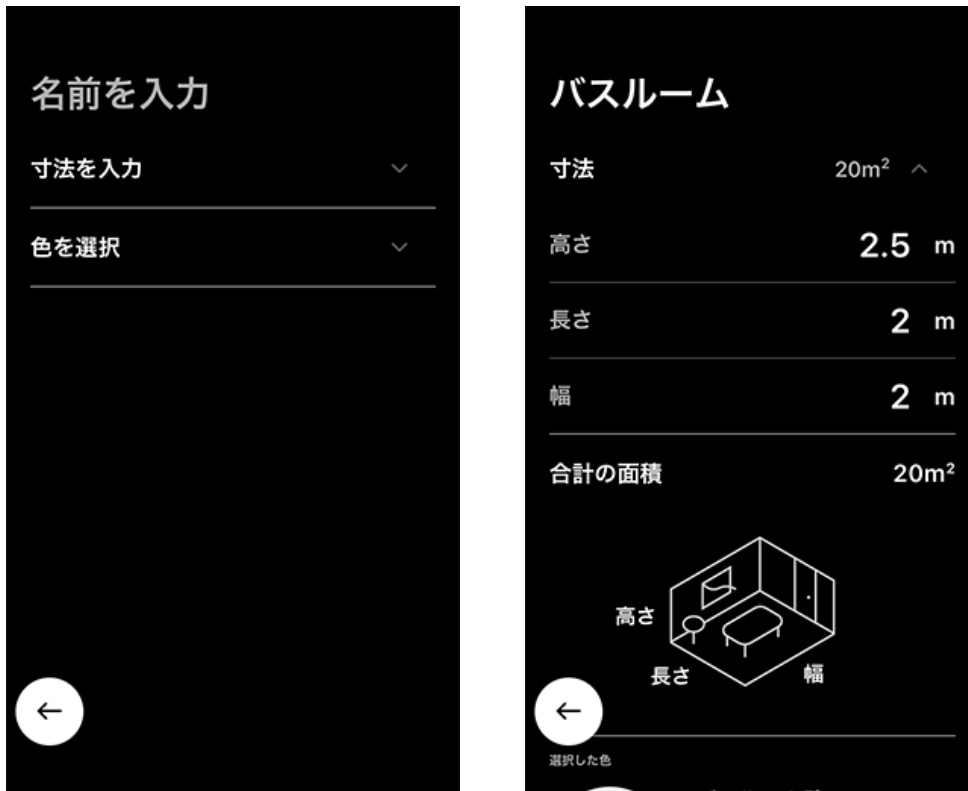 名前を入力
寸法を入力
色を選択
バスルーム
寸法 20m²
高さ 2.5 m
長さ 2 m
幅 2 m
合計の面積 20m²
高さ
長さ
幅
選択した色